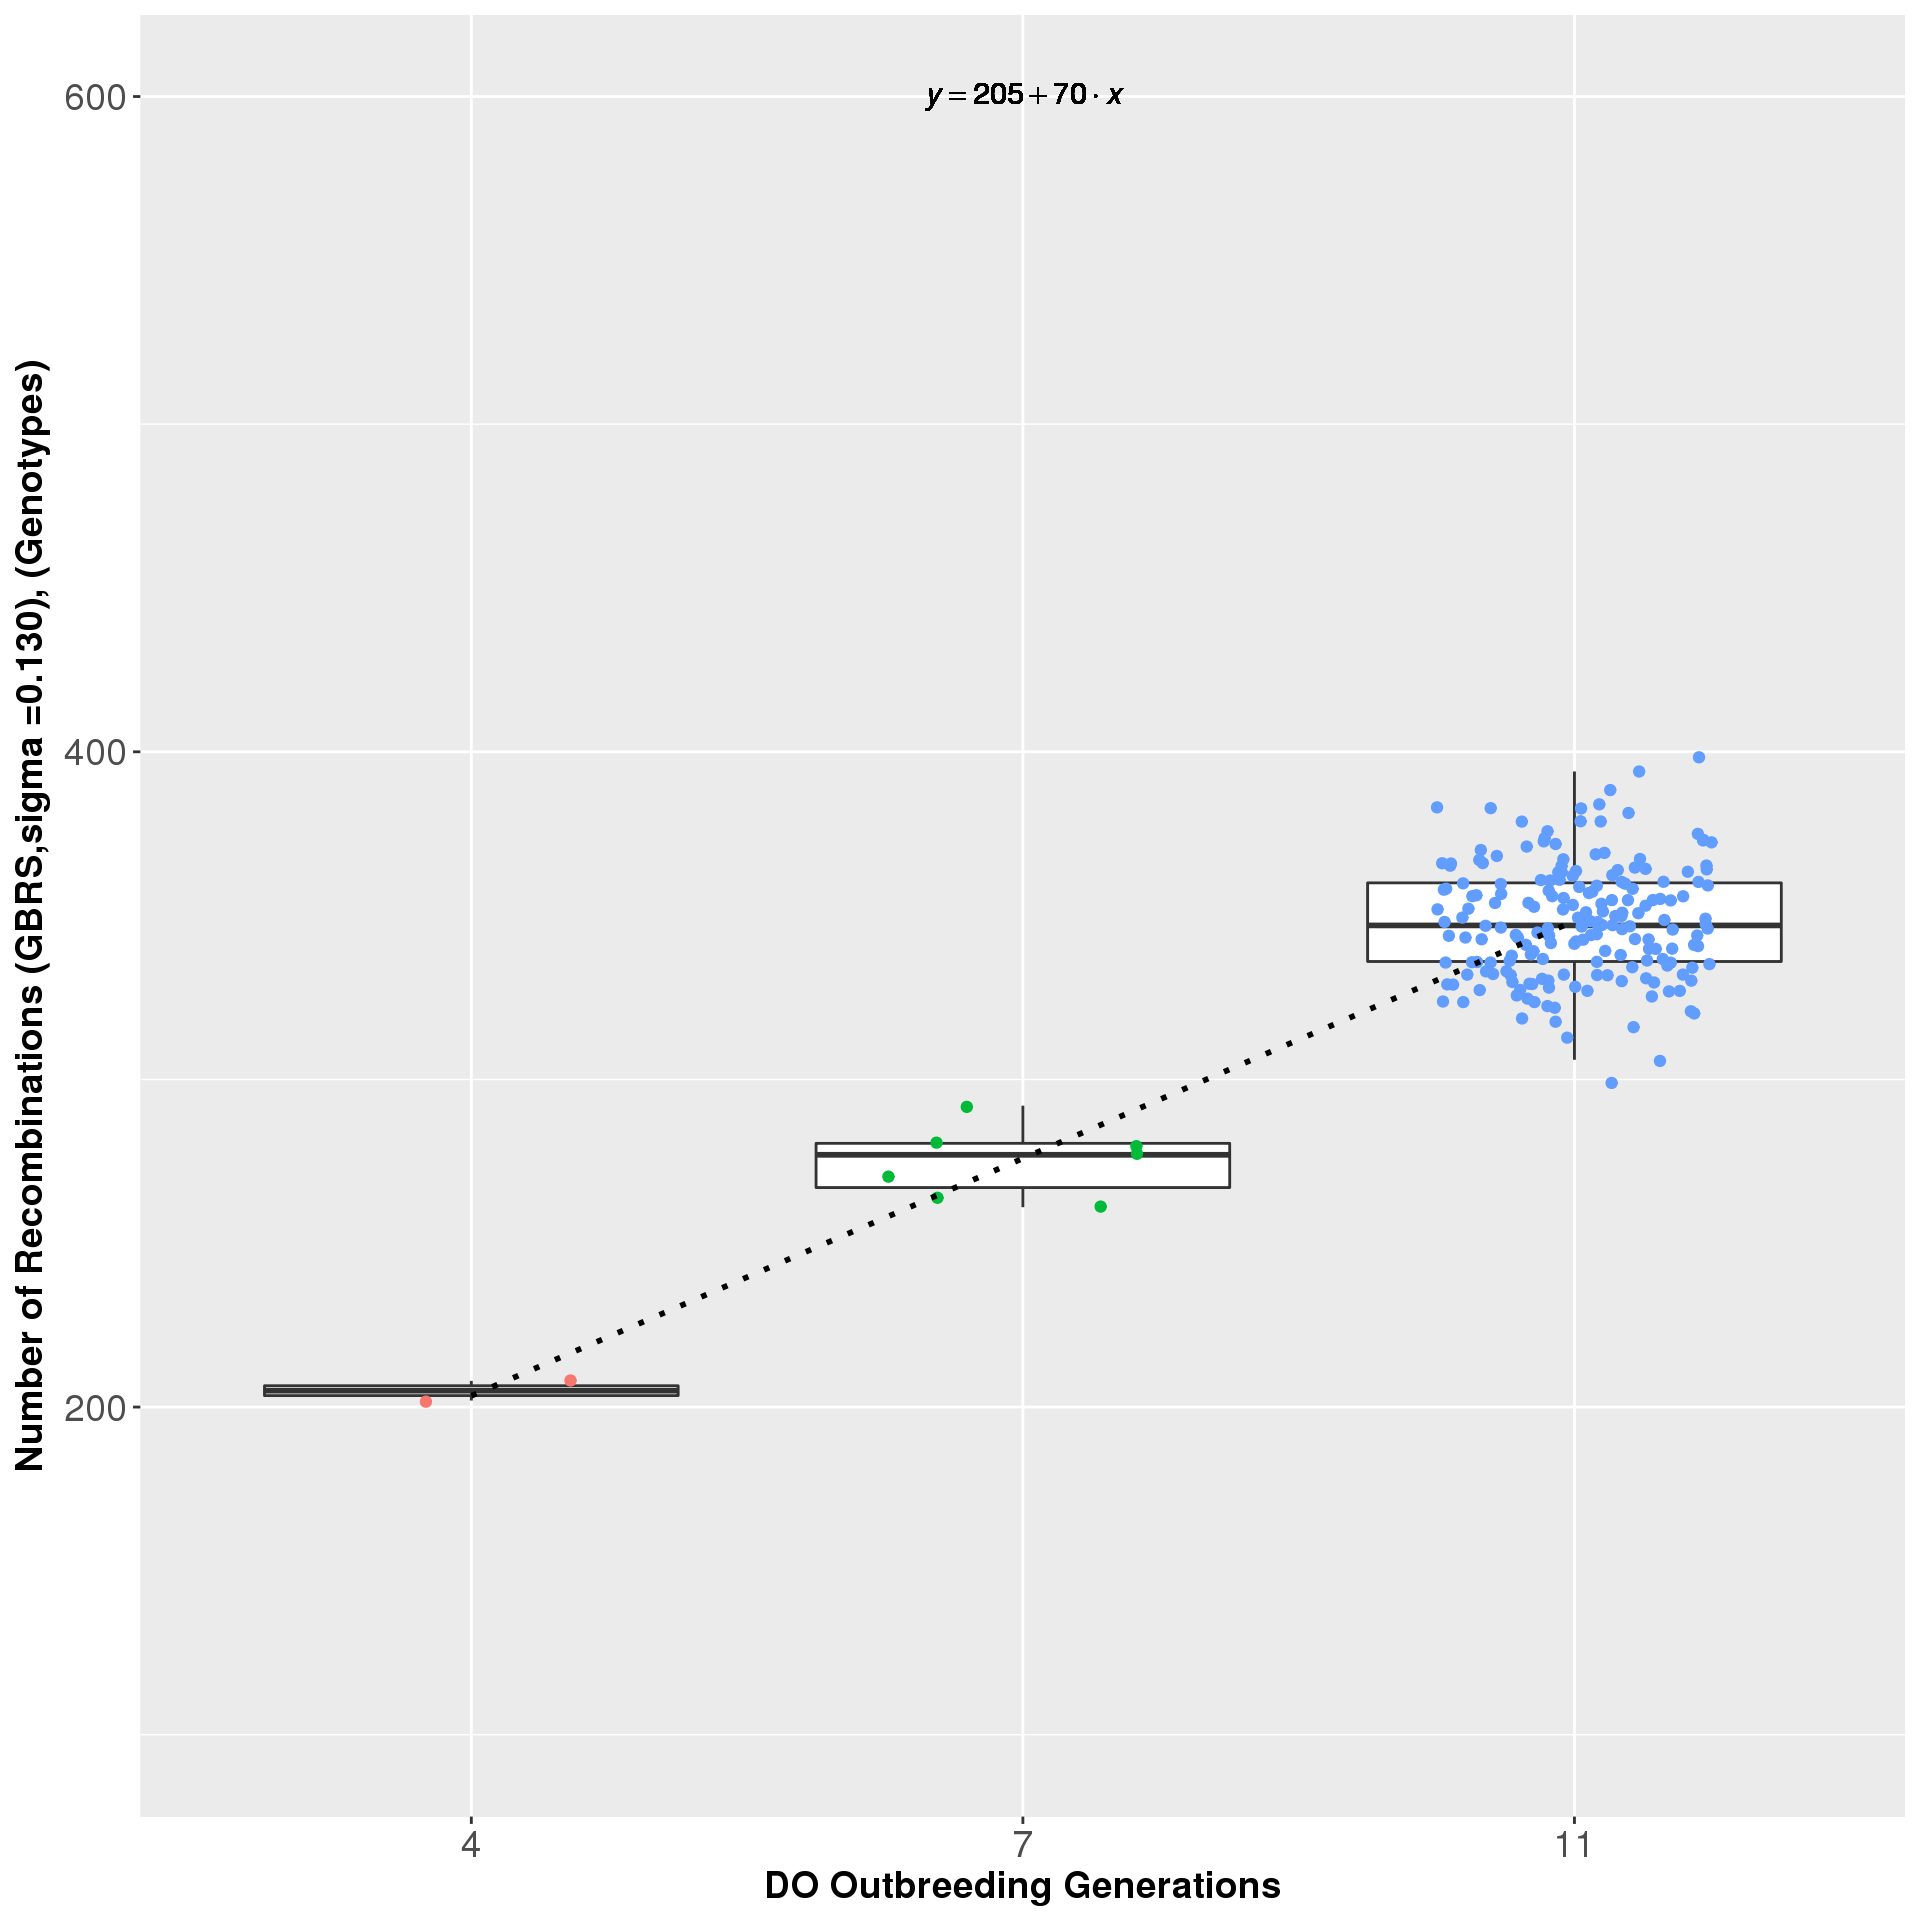 y = 205 + 70 · x
600
400
200
Number of Recombinations (GBRS,sigma =0.130), (Genotypes)
4 7 11
DO Outbreeding Generations